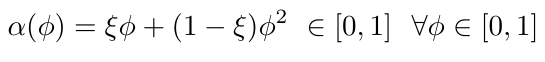 α(ϕ) = ξϕ + (1 − ξ)ϕ² ∈ [0, 1] ∀ϕ ∈ [0, 1]